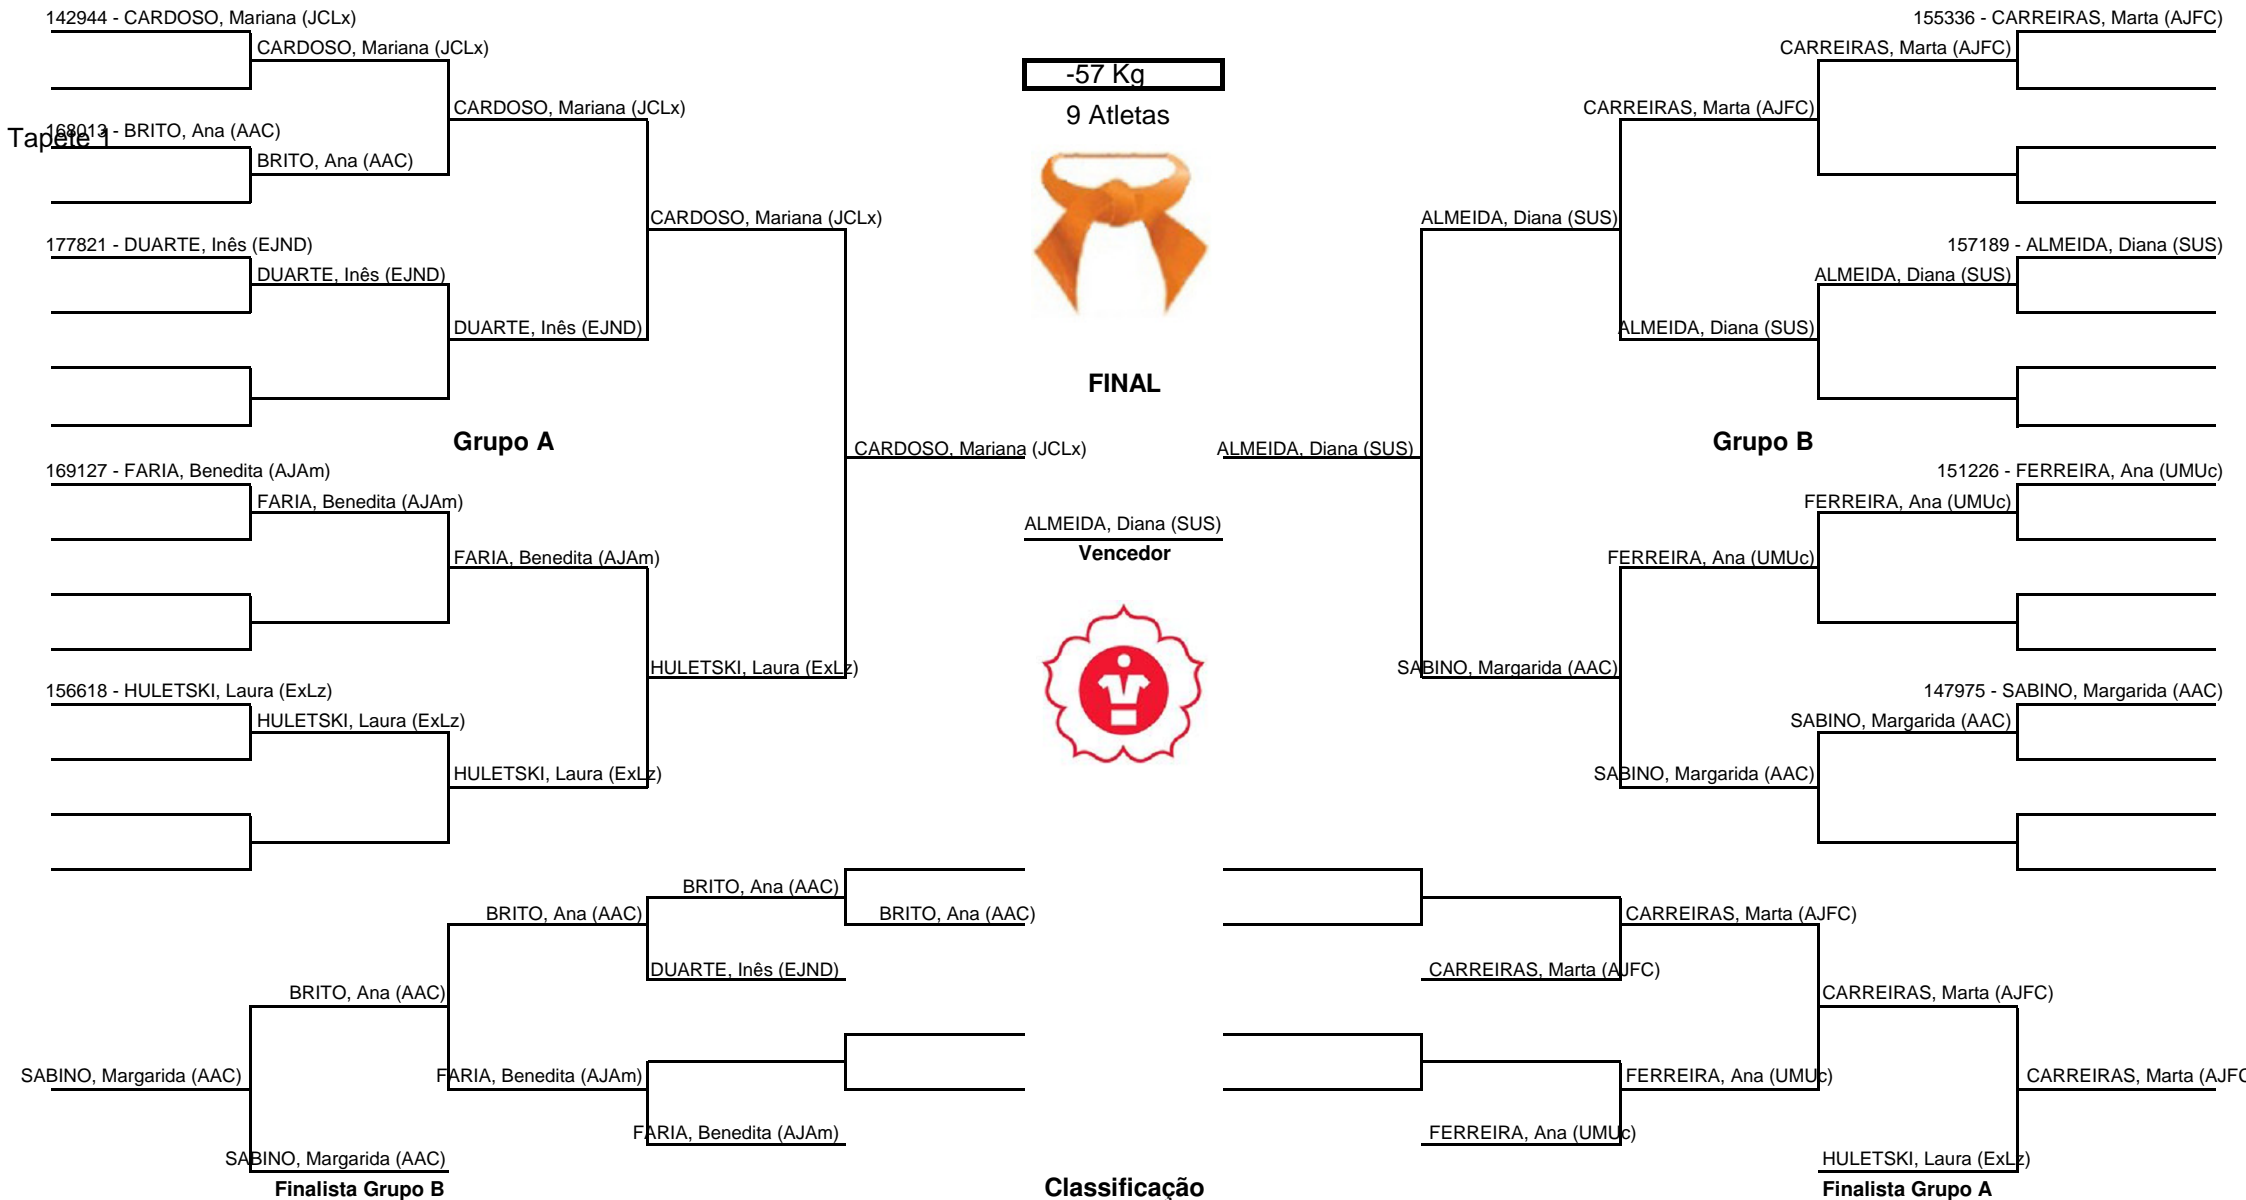 142944 - CARDOSO, Mariana (JCLx)
155336 - CARREIRAS, Marta (AJFC)
CARDOSO, Mariana (JCLx)
CARREIRAS, Marta (AJFC)
-57 Kg
CARDOSO, Mariana (JCLx)
9 Atletas
CARREIRAS, Marta (AJFC)
168013 - BRITO, Ana (AAC)
Tapete 1
BRITO, Ana (AAC)
CARDOSO, Mariana (JCLx)
ALMEIDA, Diana (SUS)
177821 - DUARTE, Inês (EJND)
157189 - ALMEIDA, Diana (SUS)
DUARTE, Inês (EJND)
ALMEIDA, Diana (SUS)
DUARTE, Inês (EJND)
ALMEIDA, Diana (SUS)
FINAL
Grupo A
Grupo B
CARDOSO, Mariana (JCLx)
ALMEIDA, Diana (SUS)
169127 - FARIA, Benedita (AJAm)
151226 - FERREIRA, Ana (UMUc)
FARIA, Benedita (AJAm)
FERREIRA, Ana (UMUc)
ALMEIDA, Diana (SUS)
Vencedor
FARIA, Benedita (AJAm)
FERREIRA, Ana (UMUc)
HULETSKI, Laura (ExLz)
SABINO, Margarida (AAC)
156618 - HULETSKI, Laura (ExLz)
147975 - SABINO, Margarida (AAC)
HULETSKI, Laura (ExLz)
SABINO, Margarida (AAC)
HULETSKI, Laura (ExLz)
SABINO, Margarida (AAC)
BRITO, Ana (AAC)
BRITO, Ana (AAC)
BRITO, Ana (AAC)
CARREIRAS, Marta (AJFC)
DUARTE, Inês (EJND)
CARREIRAS, Marta (AJFC)
BRITO, Ana (AAC)
CARREIRAS, Marta (AJFC)
SABINO, Margarida (AAC)
FARIA, Benedita (AJAm)
FERREIRA, Ana (UMUc)
CARREIRAS, Marta (AJFC
FARIA, Benedita (AJAm)
FERREIRA, Ana (UMUc)
SABINO, Margarida (AAC)
HULETSKI, Laura (ExLz)
Finalista Grupo B
Classificação
Finalista Grupo A